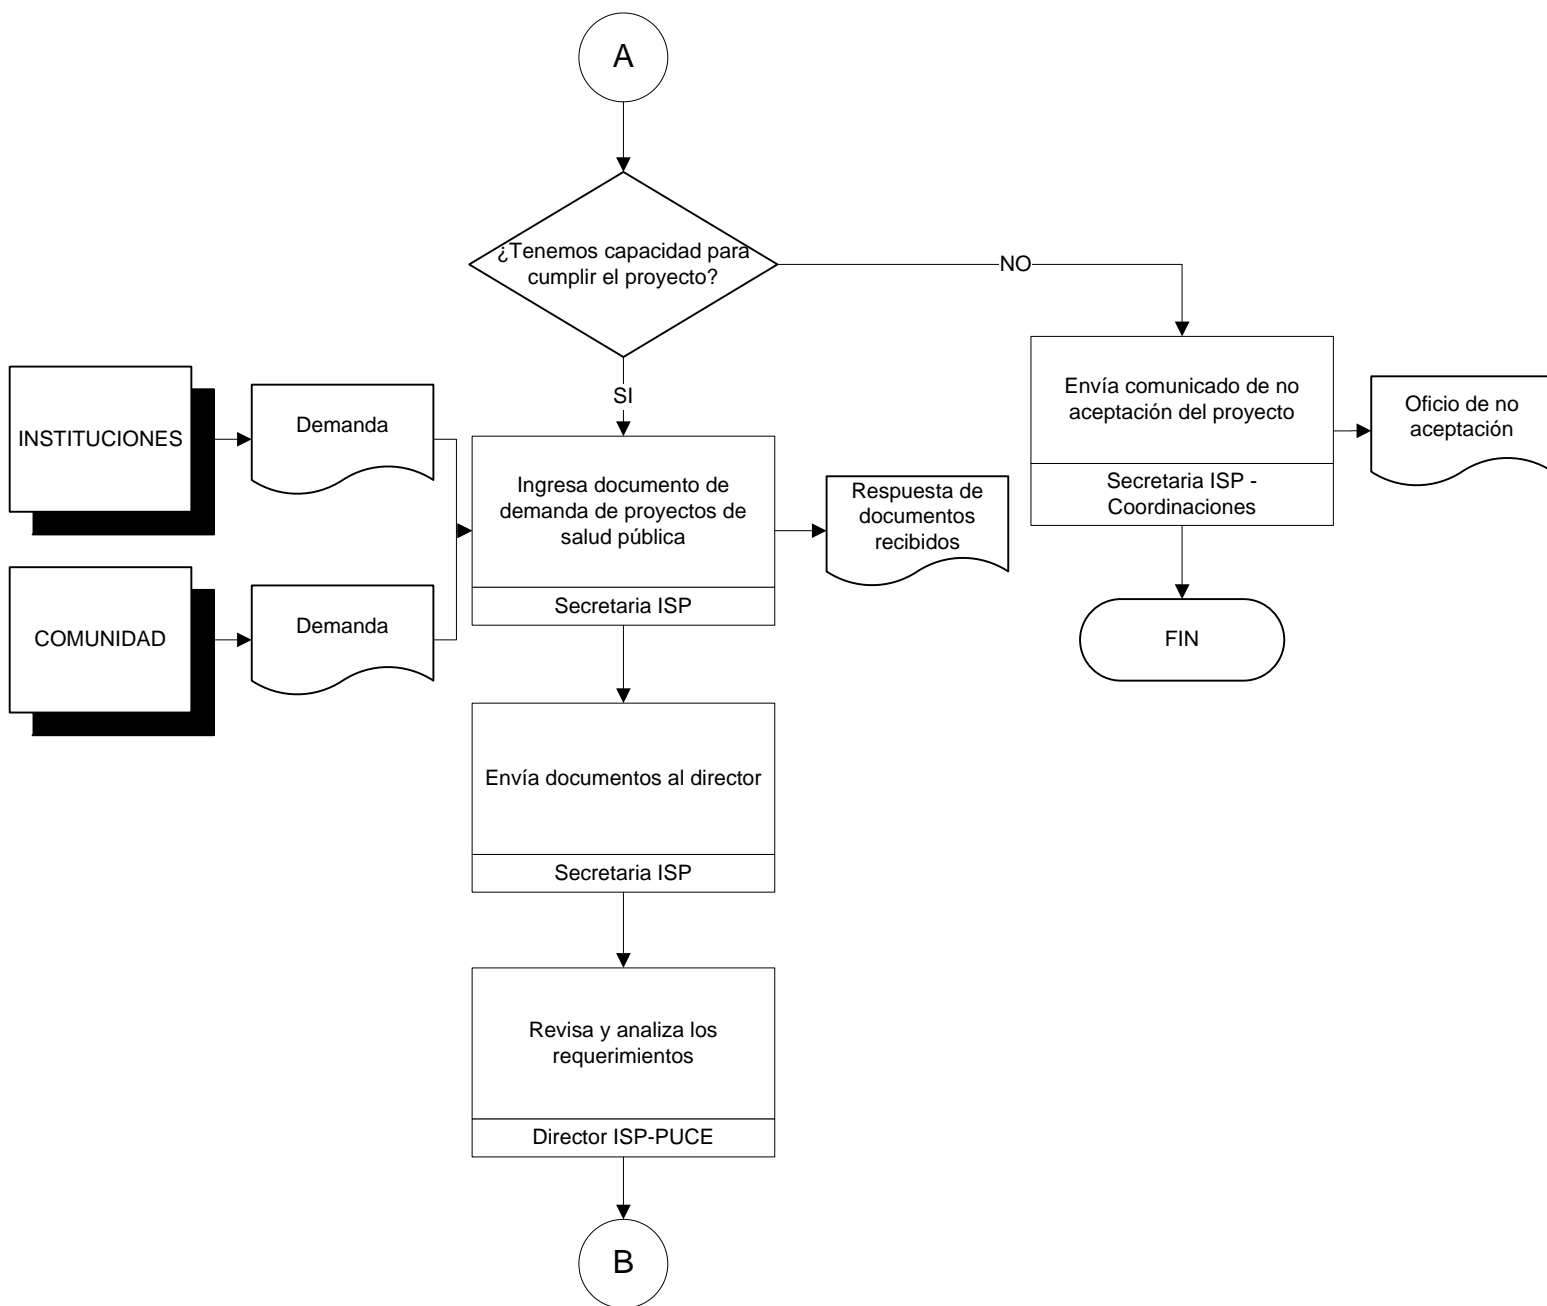 A
¿Tenemos capacidad para
cumplir el proyecto?
NO
SI
INSTITUCIONES
Demanda
COMUNIDAD
Demanda
Ingresa documento de
demanda de proyectos de
salud pública
Secretaria ISP
Respuesta de
documentos
recibidos
Envía comunicado de no
aceptación del proyecto
Secretaria ISP -
Coordinaciones
Oficio de no
aceptación
FIN
Envía documentos al director
Secretaria ISP
Revisa y analiza los
requerimientos
Director ISP-PUCE
B